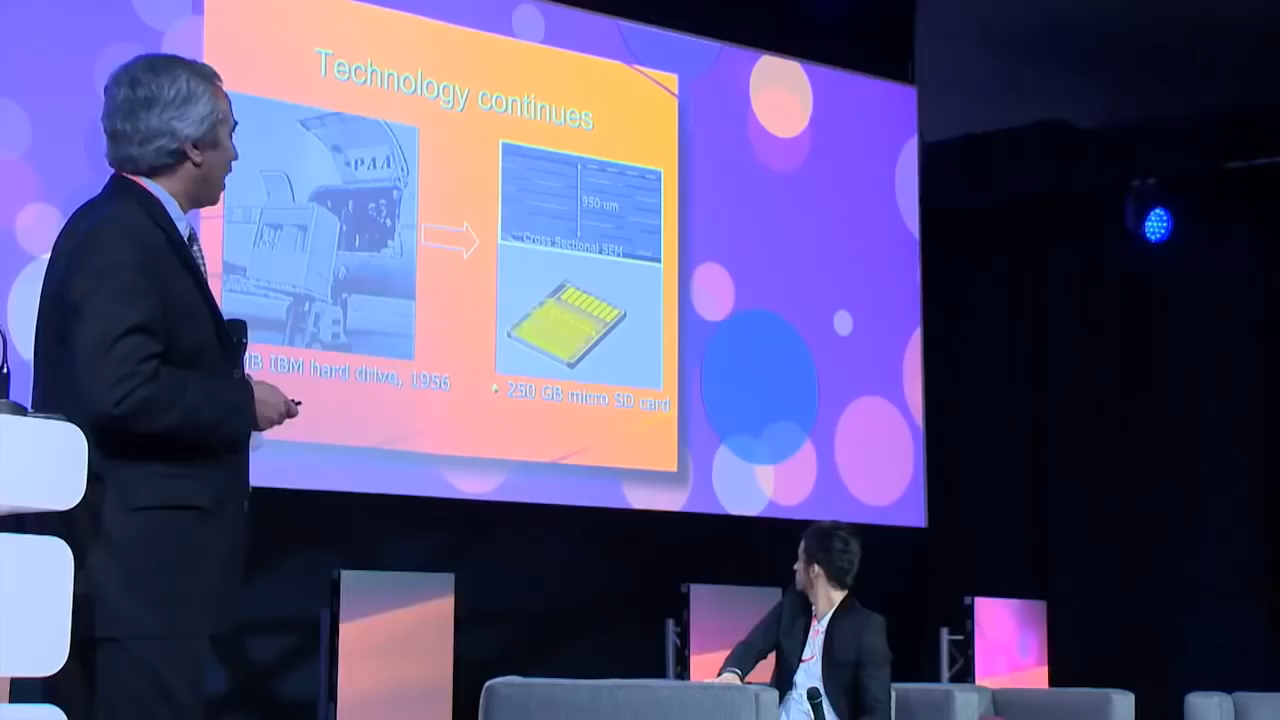 Technology continues
PAA
950 um
Cross Sectional SEM
IBM hard drive, 1956
250 GB micro SD card